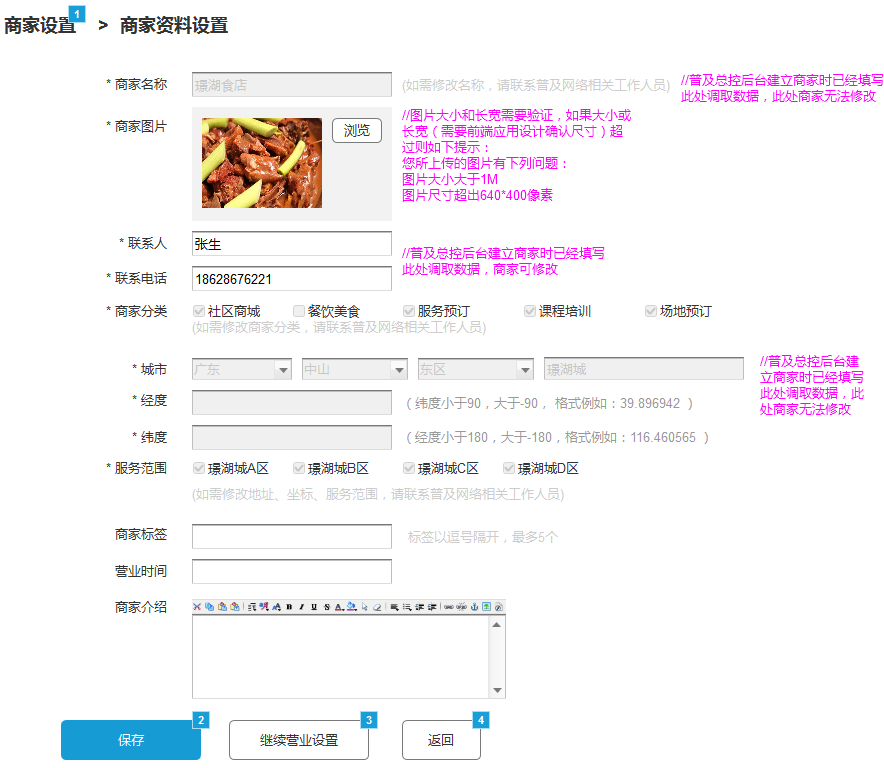 商家设置 1 > 商家资料设置
* 商家名称 璟湖食店 (如需修改名称，请联系普及网络相关工作人员)
//普及总控后台建立商家时已经填写
此处调取数据，此处商家无法修改
* 商家图片 浏览
//图片大小和长宽需要验证，如果大小或
长宽（需要前端应用设计确认尺寸）超
过则如下提示：
您所上传的图片有下列问题：
图片大小大于1M
图片尺寸超出640*400像素
* 联系人 张生
* 联系电话 18628676221
//普及总控后台建立商家时已经填写
此处调取数据，商家可修改
* 商家分类 社区商城 餐饮美食 服务预订 课程培训 场地预订
(如需修改商家分类，请联系普及网络相关工作人员)
* 城市 广东 中山 东区 璟湖城
//普及总控后台建
立商家时已经填写
此处调取数据，此
处商家无法修改
* 经度 （ 纬度小于90，大于-90 ， 格式例如：39.896942 ）
* 纬度 （ 经度小于180，大于-180，格式例如：116.460565 ）
* 服务范围 璟湖城A区 璟湖城B区 璟湖城C区 璟湖城D区
(如需修改地址、坐标、服务范围，请联系普及网络相关工作人员)
商家标签 标签以逗号隔开，最多5个
营业时间
商家介绍
B I U S A
保存 2 继续营业设置 3 返回 4